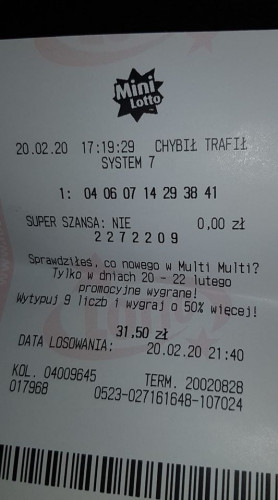 Mini
Lotto
20.02.20 17:19:29 CHYBIŁ TRAFIŁ
SYSTEM 7
1: 04 06 07 14 29 38 41
SUPER SZANSA: NIE 0,00 zł
2272209
Sprawdziłeś, co nowego w Multi Multi?
Tylko w dniach 20 - 22 lutego
promocyjne wygrane!
Wytypuj 9 liczb i wygraj o 50% więcej!
31,50 zł
DATA LOSOWANIA: 20.02.20 21:40
KOL. 04009645 TERM. 20020828
017968 0523-027161648-107024